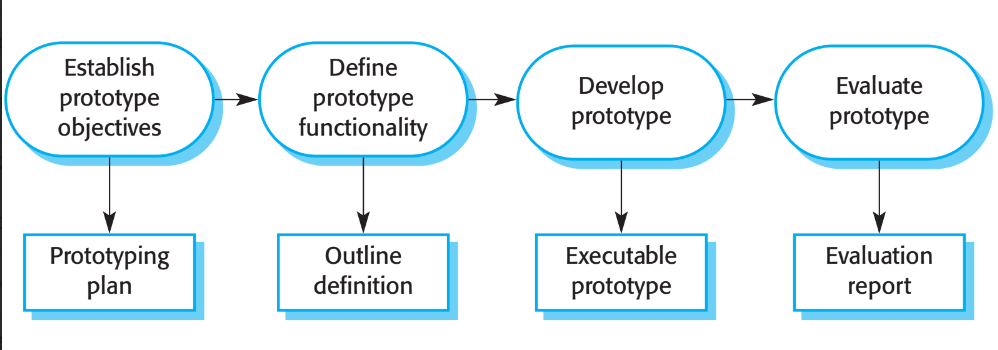 Establish
prototype
objectives
Define
prototype
functionality
Develop
prototype
Evaluate
prototype
Prototyping
plan
Outline
definition
Executable
prototype
Evaluation
report